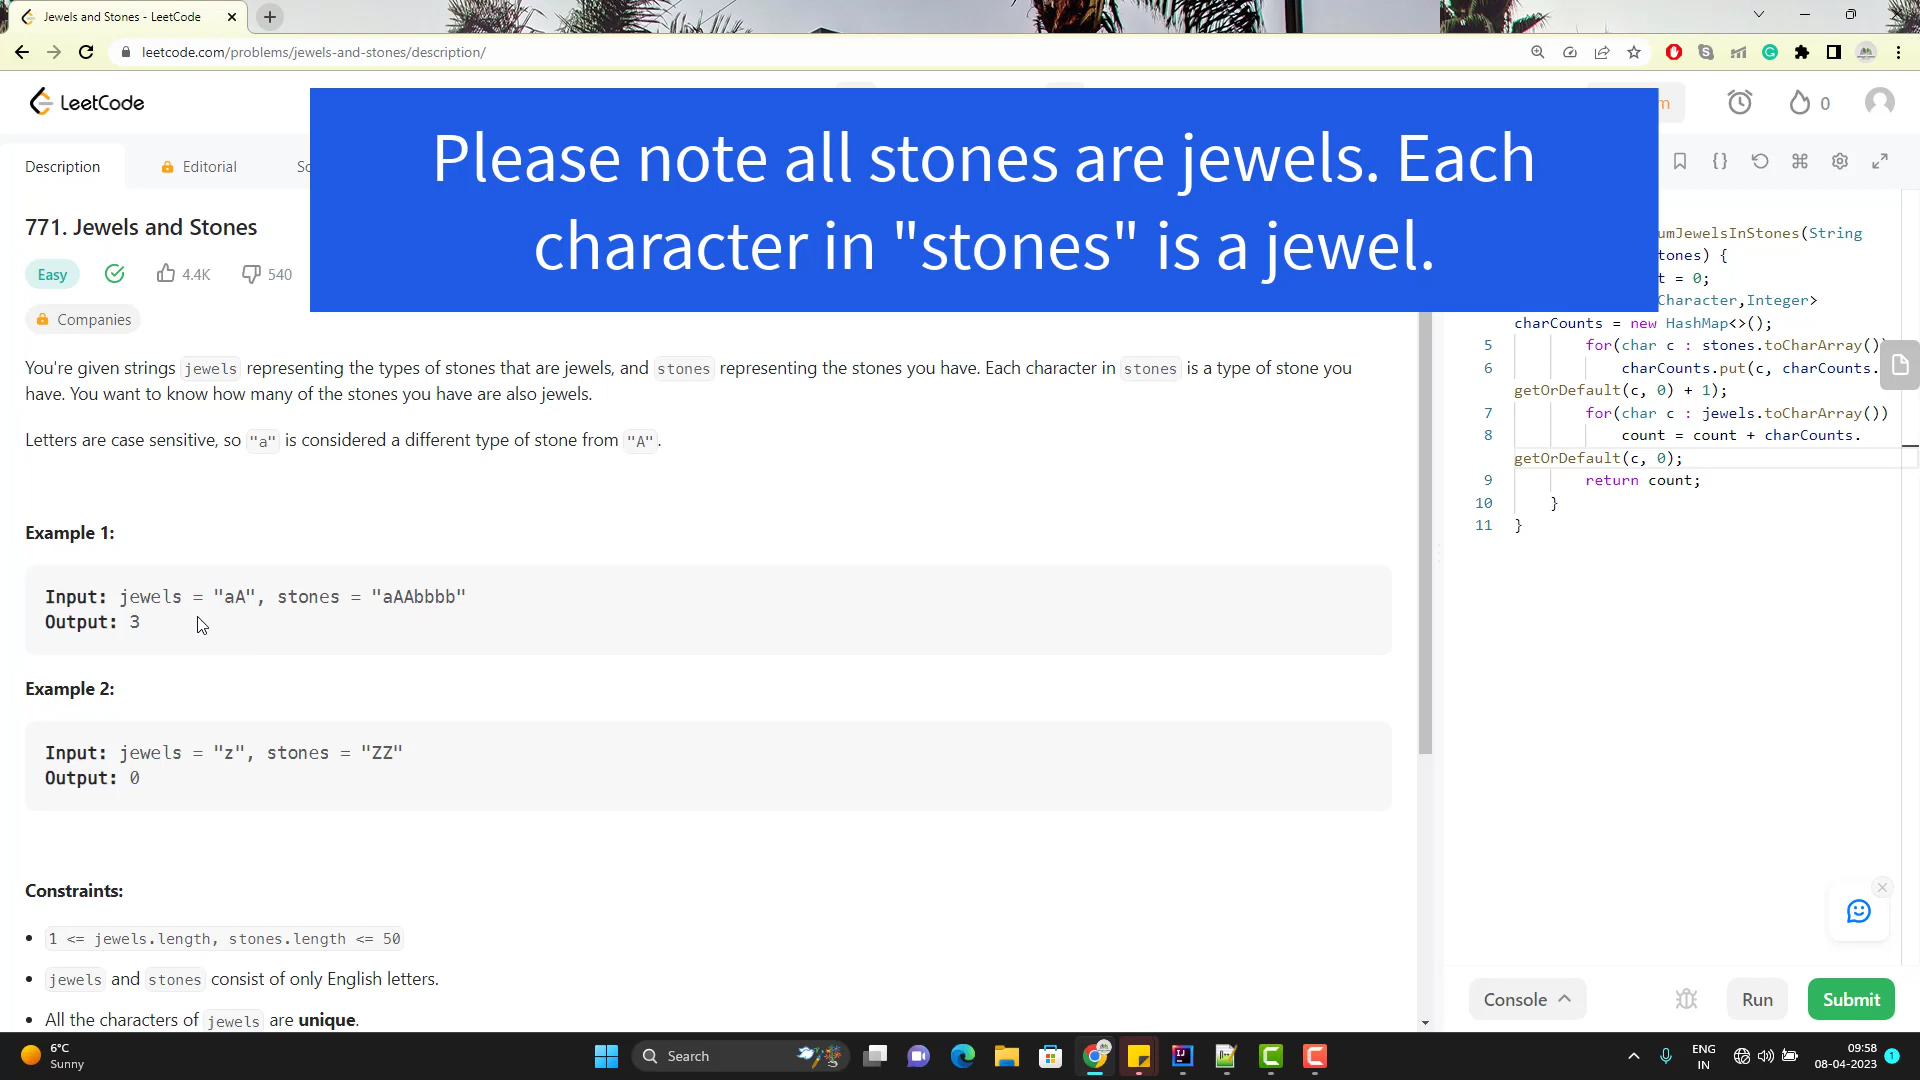 Jewels and Stones - LeetCode
leetcode.com/problems/jewels-and-stones/description/
LeetCode
0
Please note all stones are jewels. Each
character in "stones" is a jewel.
Description
Editorial
771. Jewels and Stones
Easy
4.4K
540
Companies
You're given strings jewels representing the types of stones that are jewels, and stones representing the stones you have. Each character in stones is a type of stone you
have. You want to know how many of the stones you have are also jewels.
Letters are case sensitive, so "a" is considered a different type of stone from "A".
Example 1:
Input: jewels = "aA", stones = "aAAbbbb"
Output: 3
Example 2:
Input: jewels = "z", stones = "ZZ"
Output: 0
Constraints:
1 <= jewels.length, stones.length <= 50
jewels and stones consist of only English letters.
All the characters of jewels are unique.
umJewelsInStones(String
tones) {
t = 0;
Character,Integer>
charCounts = new HashMap<>();
5 for(char c : stones.toCharArray())
6 charCounts.put(c, charCounts.
getOrDefault(c, 0) + 1);
7 for(char c : jewels.toCharArray())
8 count = count + charCounts.
getOrDefault(c, 0);
9 return count;
10 }
11 }
Console
Run
Submit
6°C
Sunny
Search
ENG
IN
09:58
08-04-2023
1